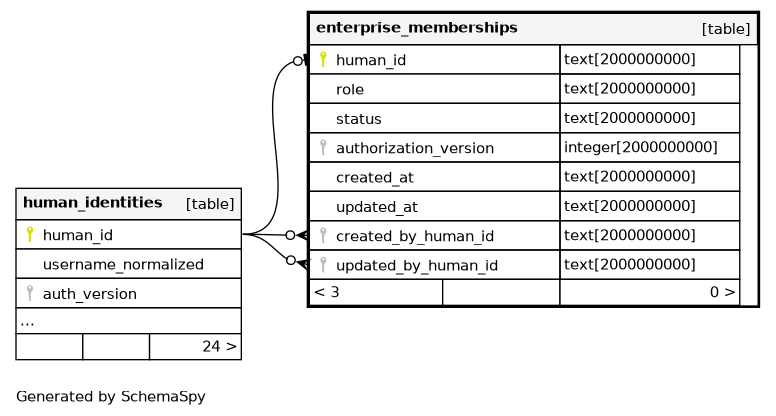 enterprise_memberships [table]
human_id text[2000000000]
role text[2000000000]
status text[2000000000]
authorization_version integer[2000000000]
created_at text[2000000000]
updated_at text[2000000000]
created_by_human_id text[2000000000]
updated_by_human_id text[2000000000]
< 3 0 >
human_identities [table]
human_id
username_normalized
auth_version
...
24 >
Generated by SchemaSpy